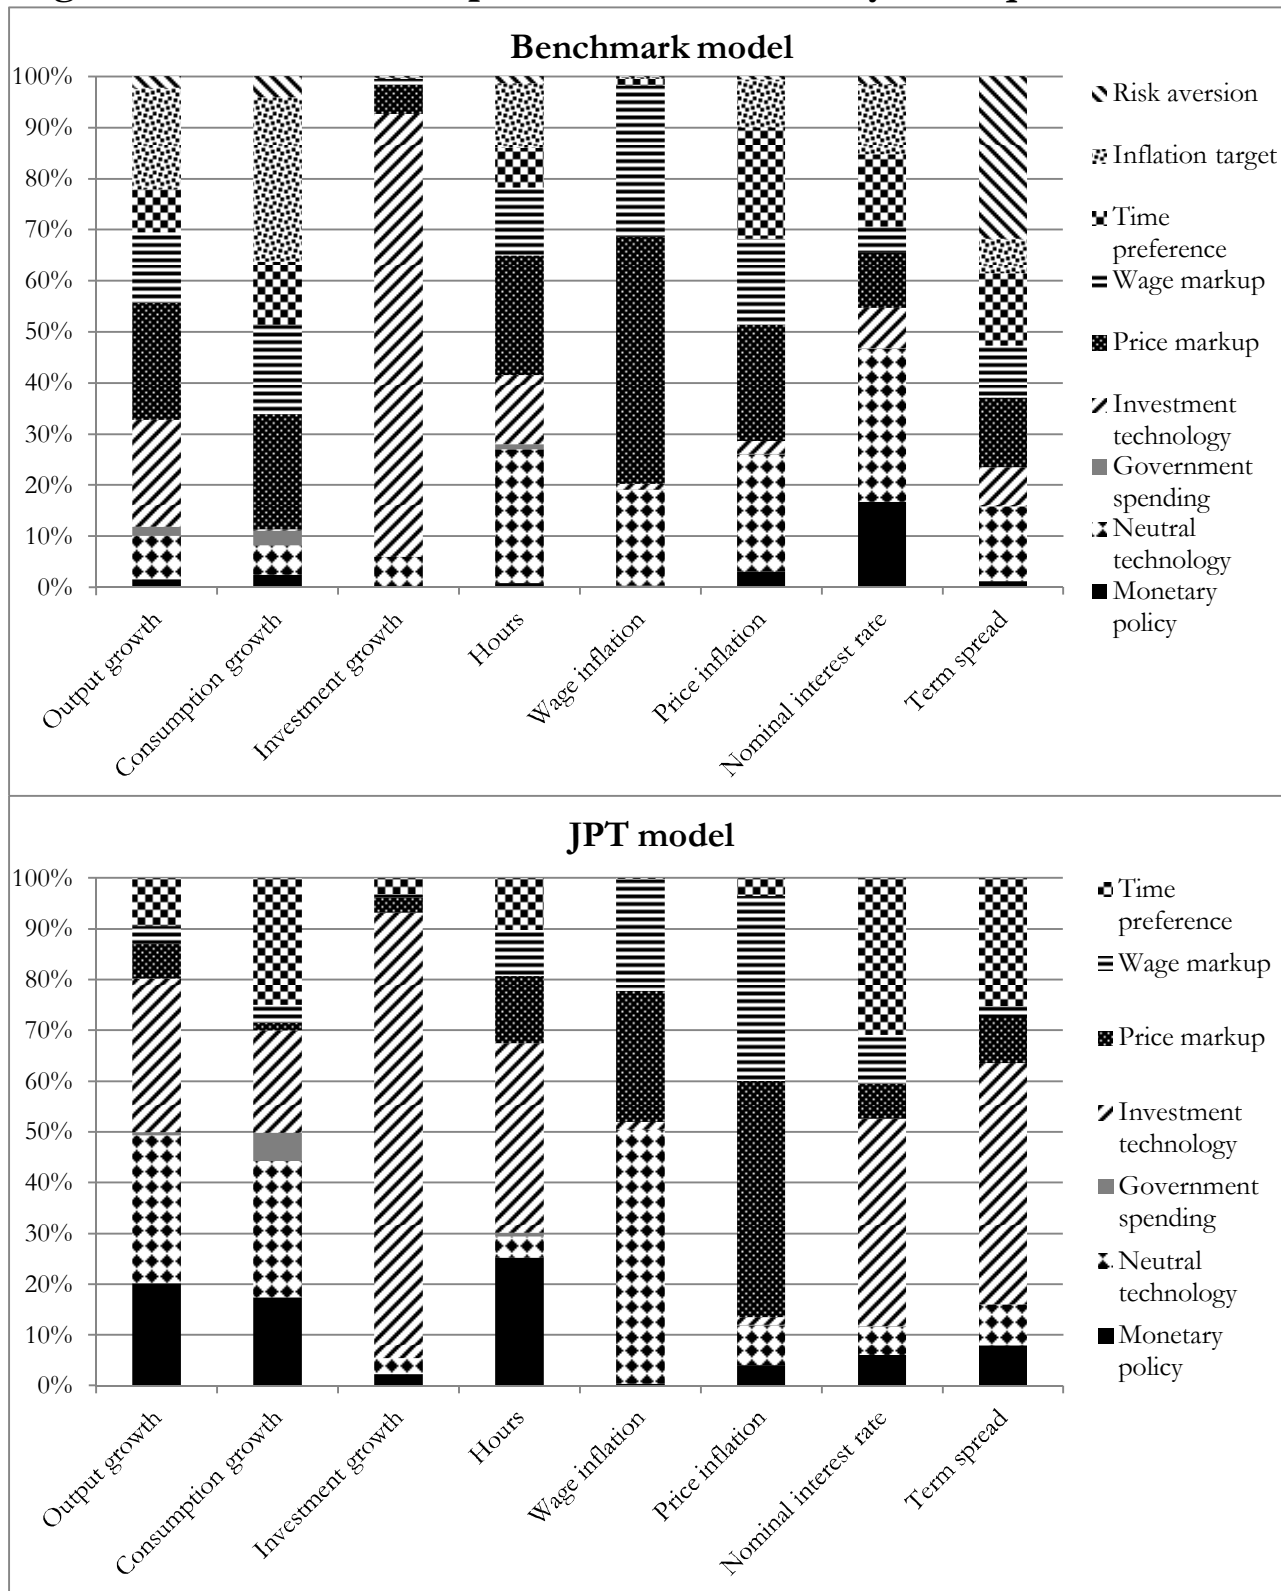 Benchmark model
100%
90%
80%
70%
60%
50%
40%
30%
20%
10%
0%
Output growth
Consumption growth
Investment growth
Hours
Wage inflation
Price inflation
Nominal interest rate
Term spread
Risk aversion
Inflation target
Time
preference
Wage markup
Price markup
Investment
technology
Government
spending
Neutral
technology
Monetary
policy
JPT model
100%
90%
80%
70%
60%
50%
40%
30%
20%
10%
0%
Output growth
Consumption growth
Investment growth
Hours
Wage inflation
Price inflation
Nominal interest rate
Term spread
Time
preference
Wage markup
Price markup
Investment
technology
Government
spending
Neutral
technology
Monetary
policy